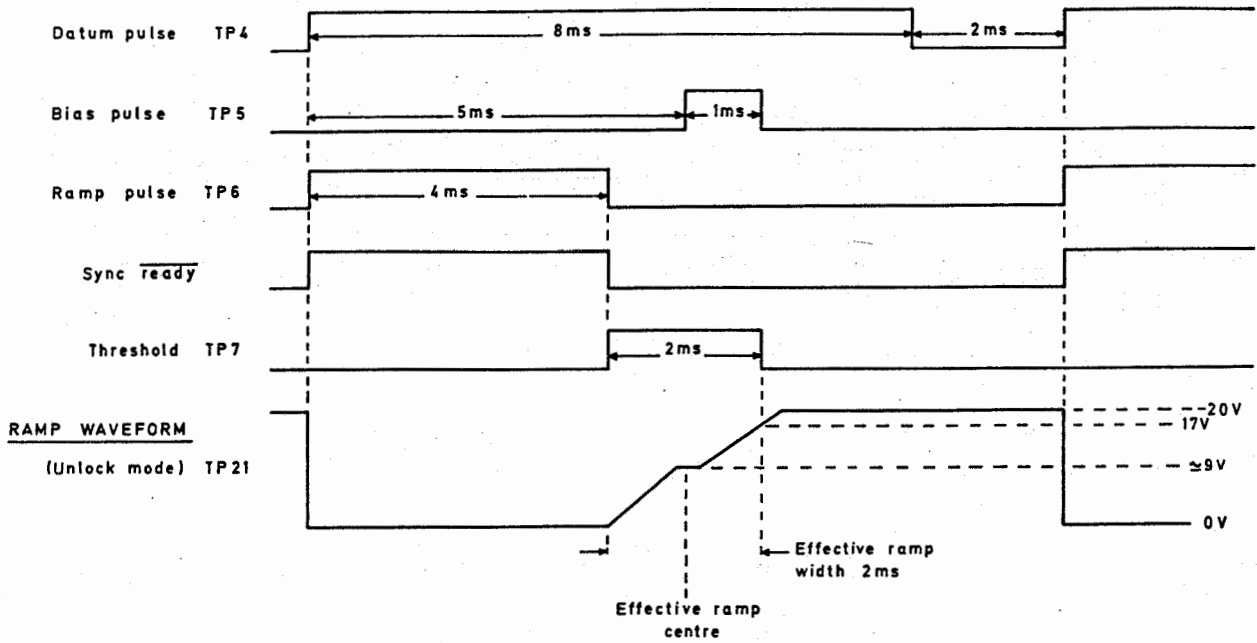 Datum pulse TP4
8ms
2ms
Bias pulse TP5
5ms
1ms
Ramp pulse TP6
4ms
Sync ready
Threshold TP7
2ms
RAMP WAVEFORM
(Unlock mode) TP21
20V
17V
≃9V
0V
Effective ramp
width 2ms
Effective ramp
centre